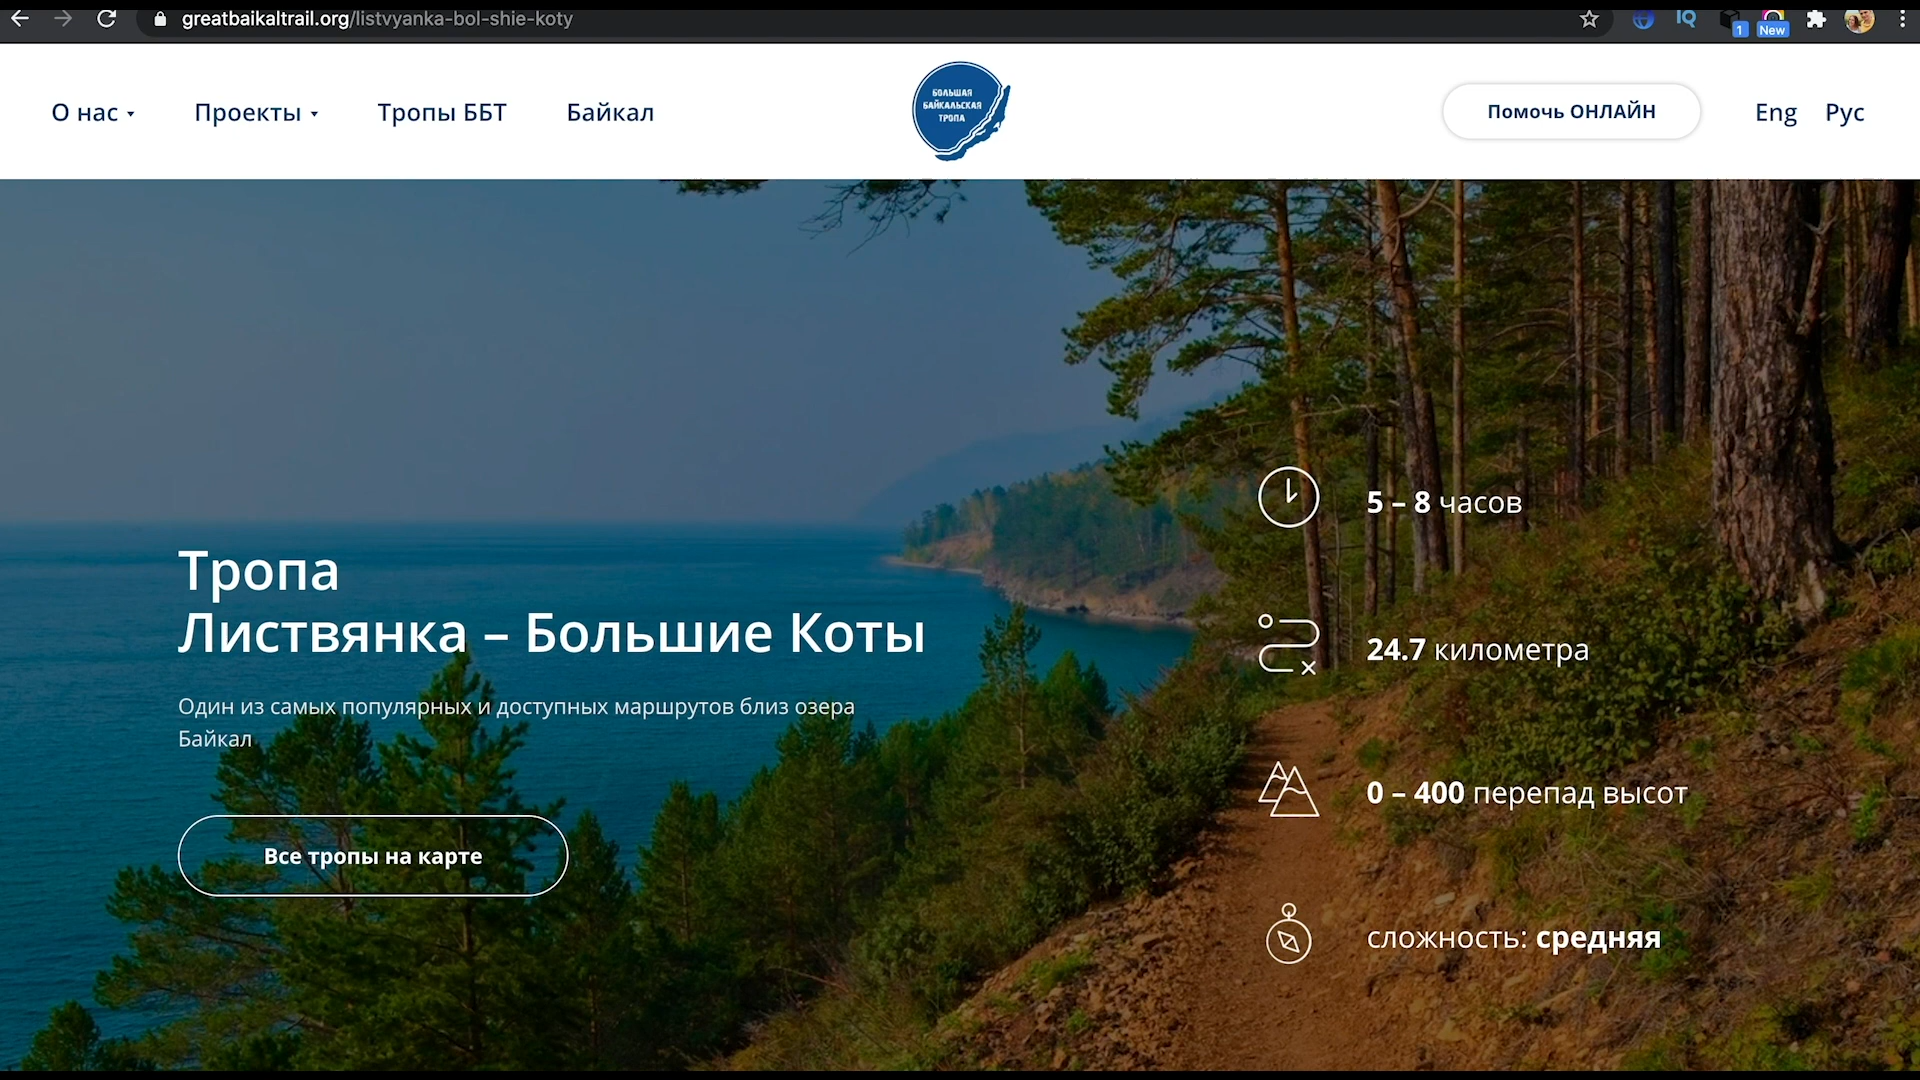 greatbaikaltrail.org/listvyanka-bol-shie-koty
IQ
1
New
О нас
Проекты
Тропы ББТ
Байкал
БОЛЬШАЯ
БАЙКАЛЬСКАЯ
ТРОПА
Помочь ОНЛАЙН
Eng
Рус
Тропа
Листвянка – Большие Коты
Один из самых популярных и доступных маршрутов близ озера
Байкал
Все тропы на карте
5 – 8 часов
24.7 километра
0 – 400 перепад высот
сложность: средняя